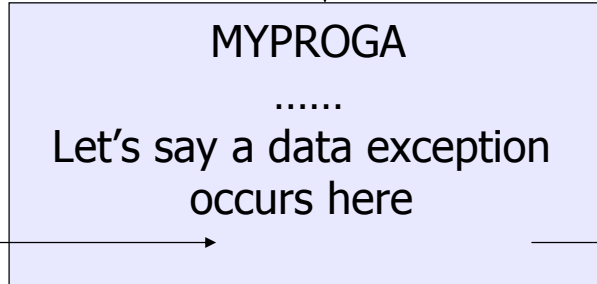 MYPROGA
......
Let’s say a data exception
occurs here